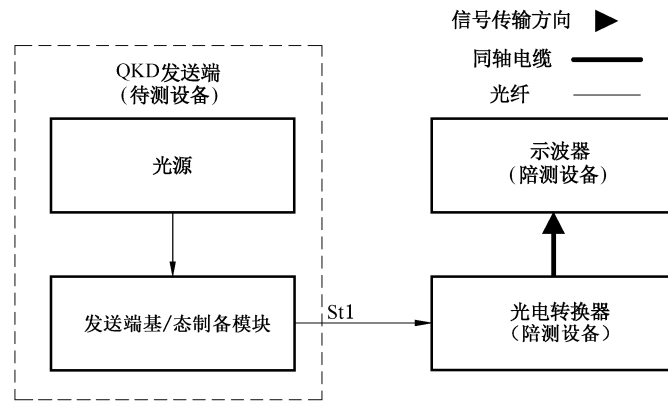 信号传输方向
同轴电缆
光纤
QKD发送端
(待测设备)
光源
发送端基/态制备模块
St1
示波器
(陪测设备)
光电转换器
(陪测设备)